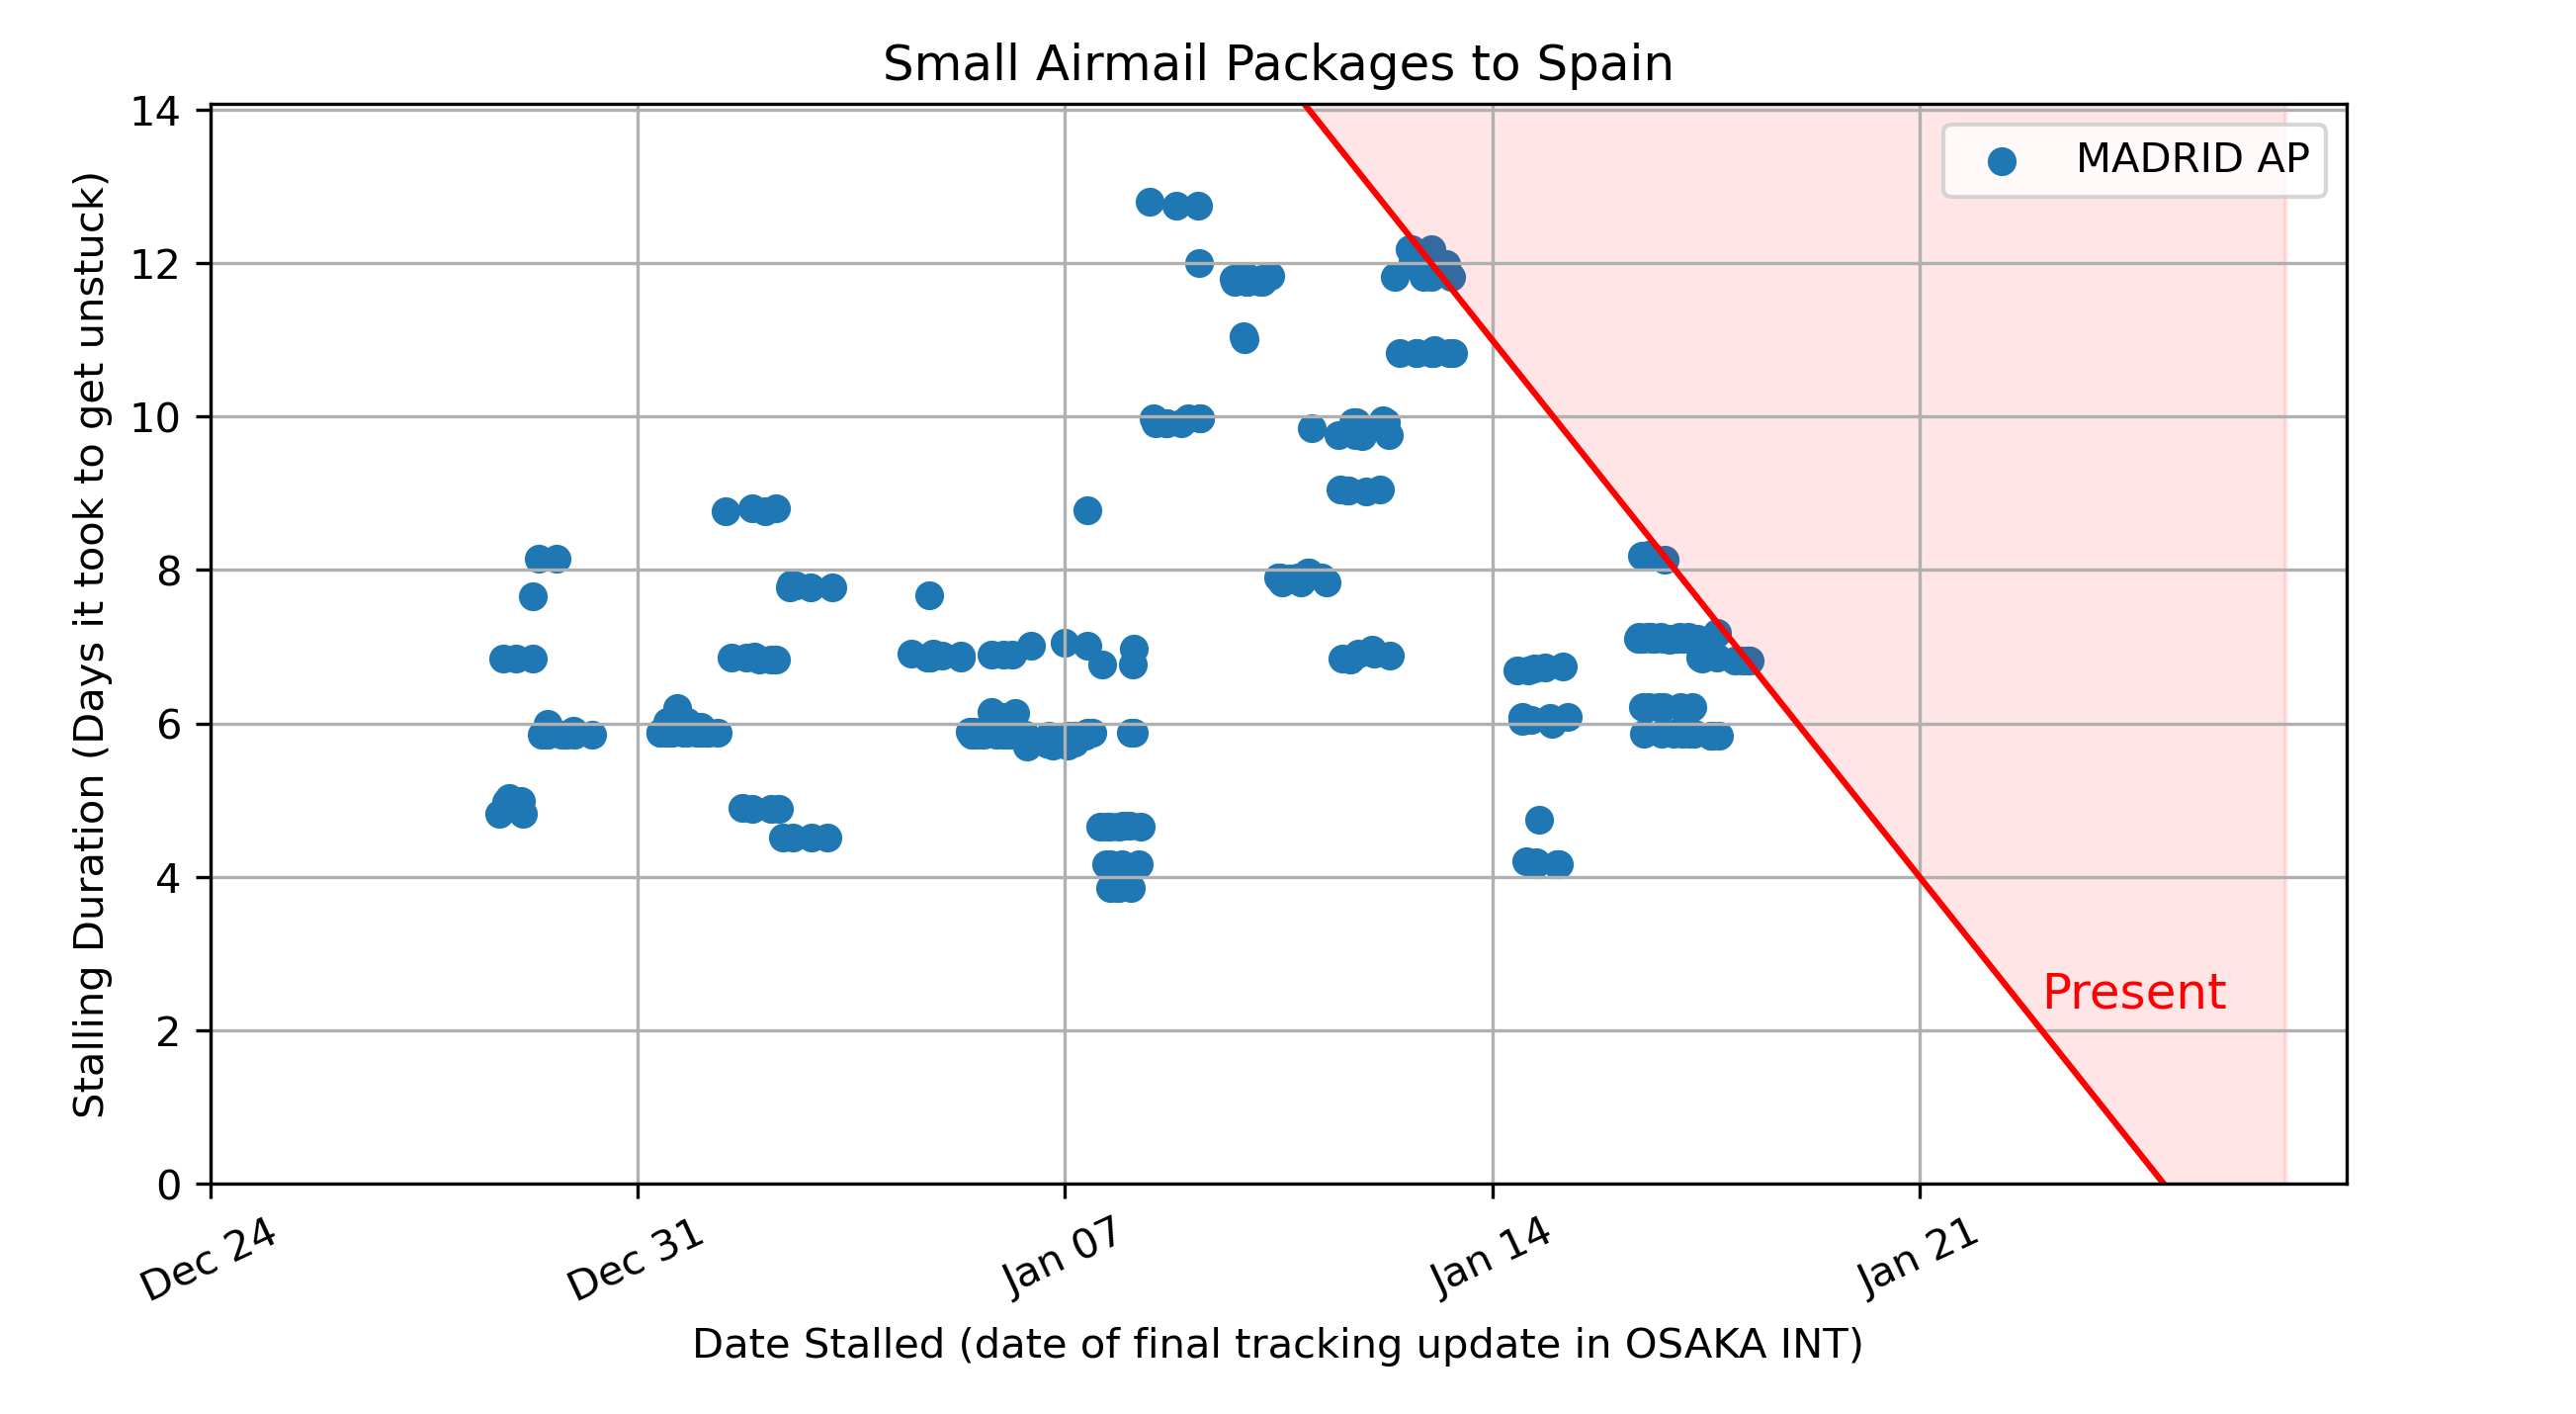 Small Airmail Packages to Spain
Stalling Duration (Days it took to get unstuck)
14
12
10
8
6
4
2
0
MADRID AP
Present
Dec 24
Dec 31
Jan 07
Jan 14
Jan 21
Date Stalled (date of final tracking update in OSAKA INT)